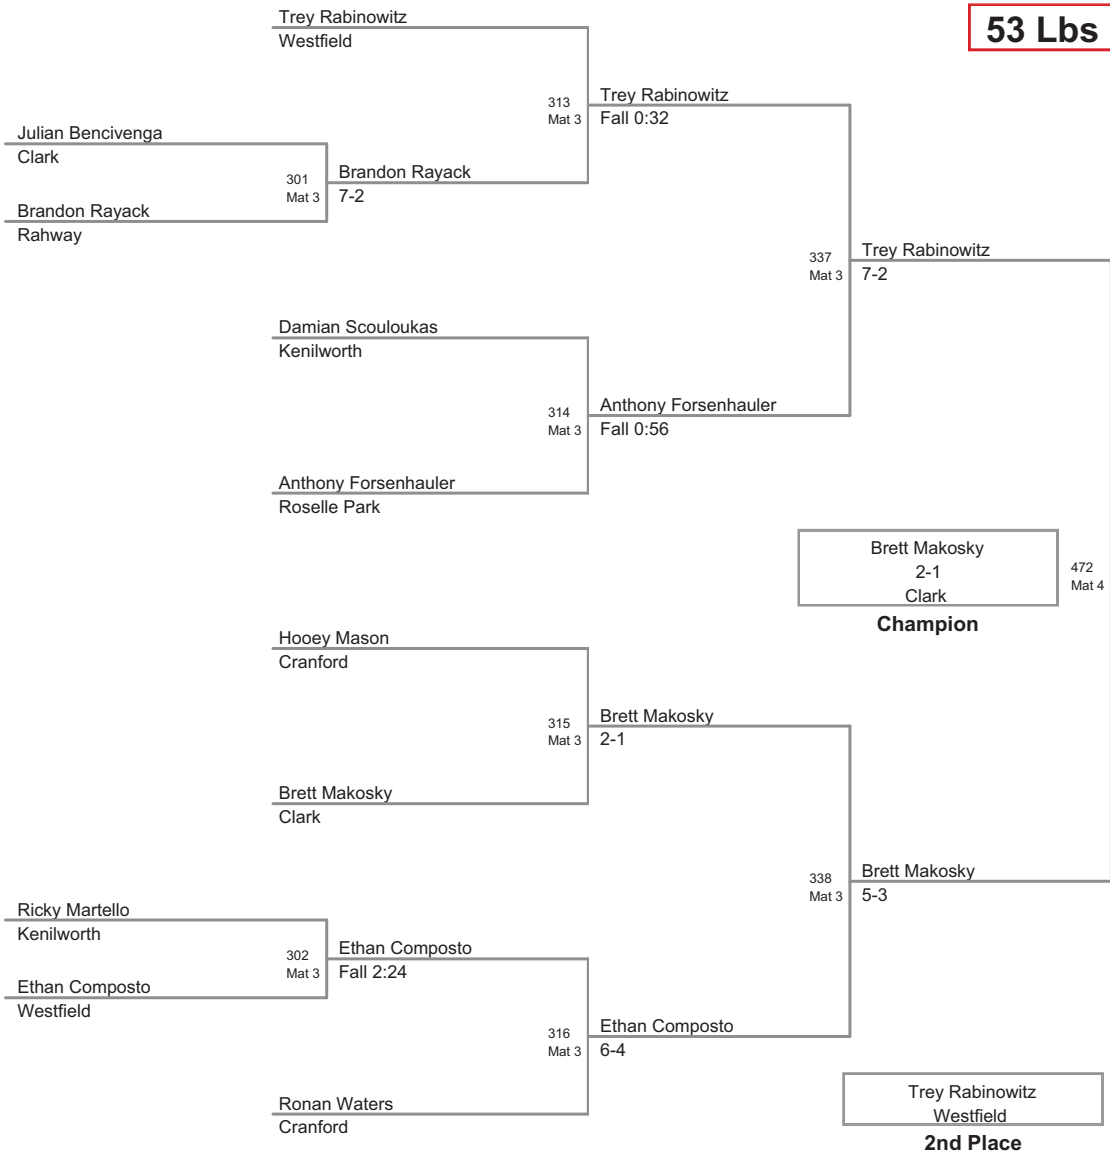 Trey Rabinowitz
Westfield
53 Lbs
313
Mat 3
Trey Rabinowitz
Fall 0:32
Julian Bencivenga
Clark
301
Mat 3
Brandon Rayack
7-2
Brandon Rayack
Rahway
337
Mat 3
Trey Rabinowitz
7-2
Damian Scouloukas
Kenilworth
314
Mat 3
Anthony Forsenhauler
Fall 0:56
Anthony Forsenhauler
Roselle Park
Brett Makosky
2-1
Clark
472
Mat 4
Champion
Hooey Mason
Cranford
315
Mat 3
Brett Makosky
2-1
Brett Makosky
Clark
338
Mat 3
Brett Makosky
5-3
Ricky Martello
Kenilworth
302
Mat 3
Ethan Composto
Fall 2:24
Ethan Composto
Westfield
316
Mat 3
Ethan Composto
6-4
Ronan Waters
Cranford
Trey Rabinowitz
Westfield
2nd Place